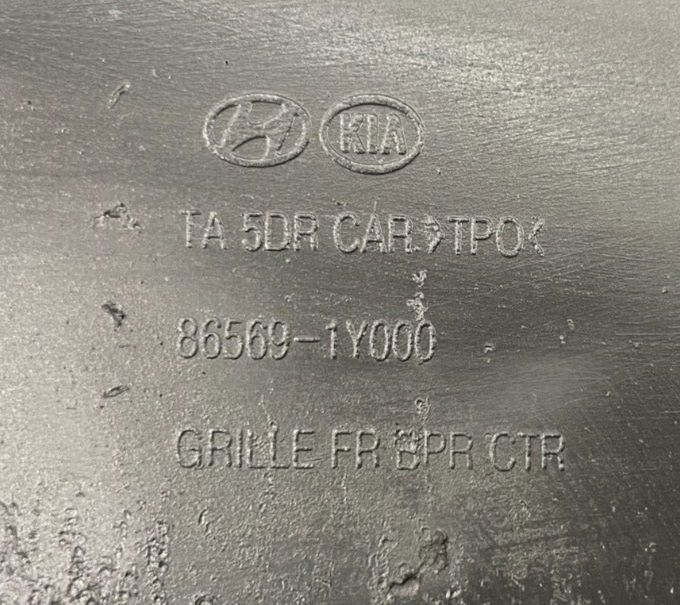 KIA
TA 5DR CAR >TPO<
86569-1Y000
GRILLE FR BPR CTR